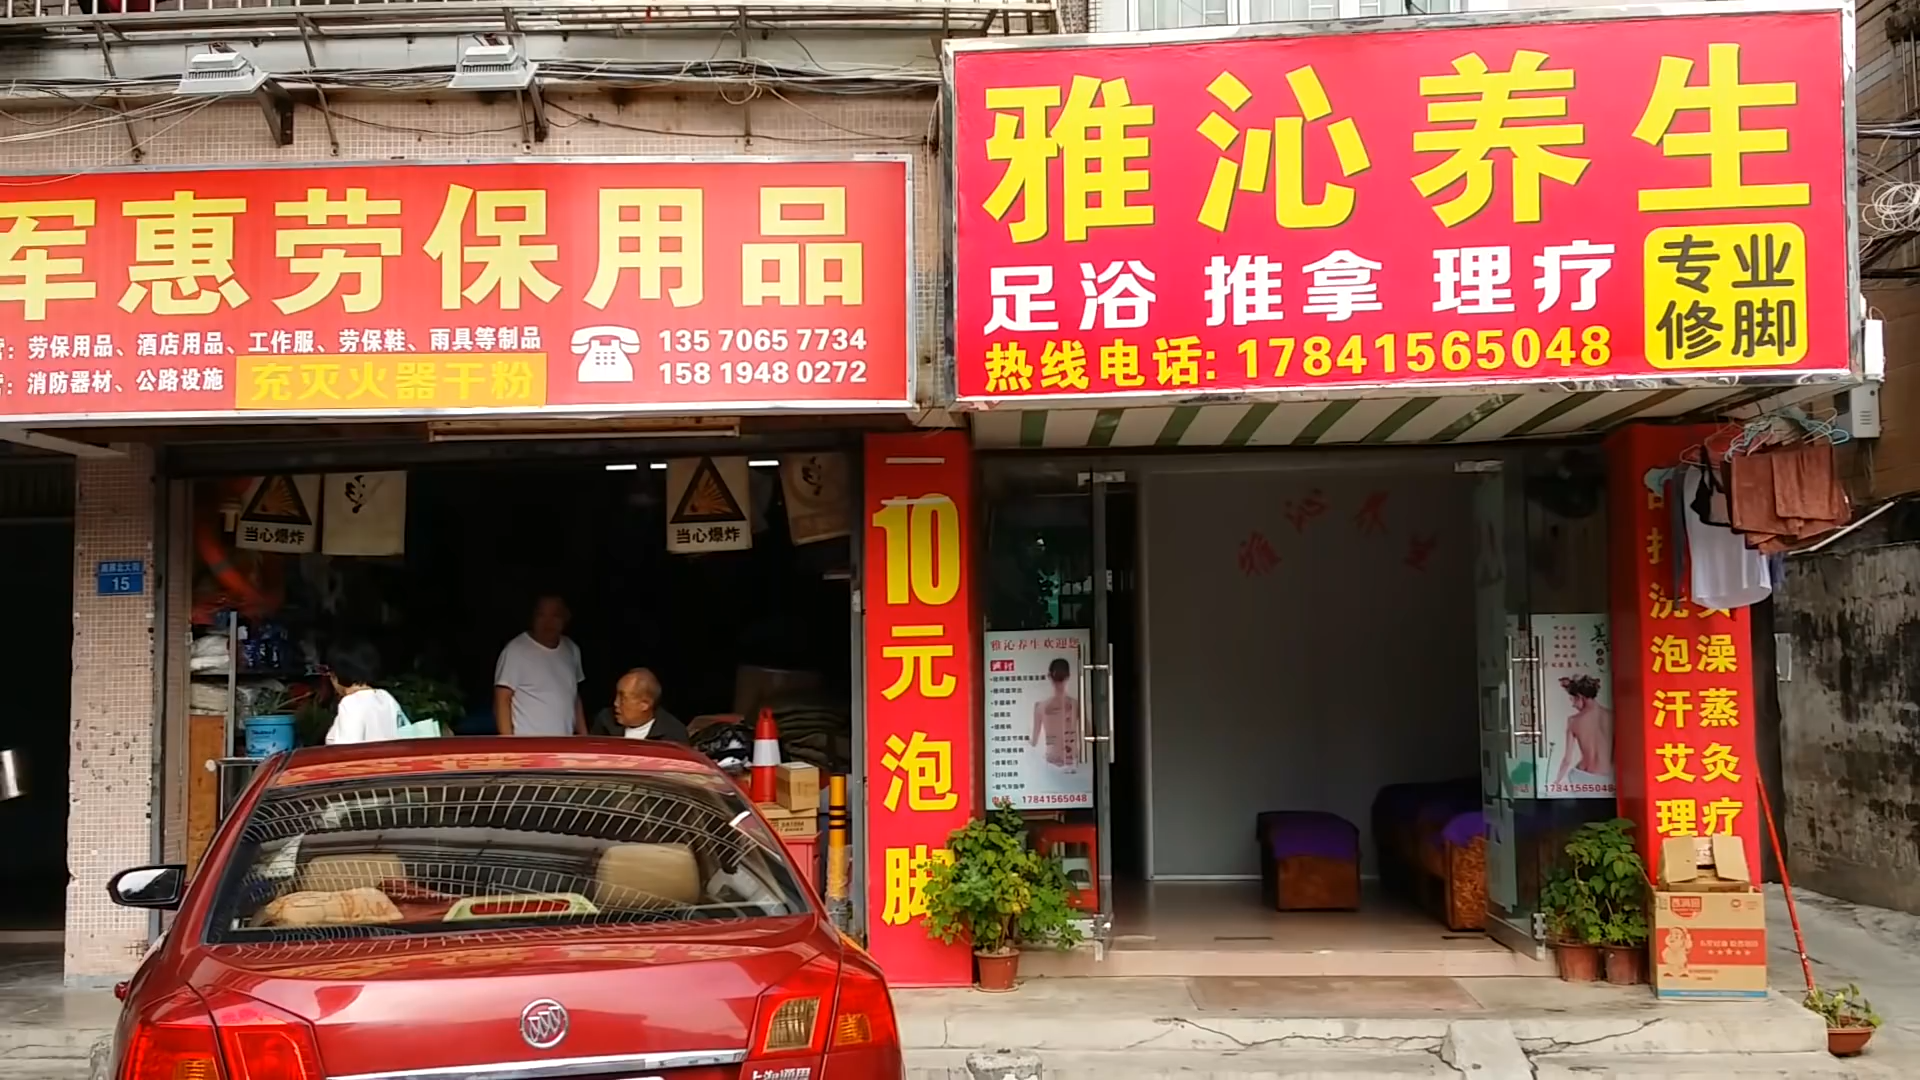 军惠劳保用品
：劳保用品、酒店用品、工作服、劳保鞋、雨具等制品
：消防器材、公路设施
充灭火器干粉
135 7065 7734
158 1948 0272
雅沁养生
足浴 推拿 理疗
热线电话: 17841565048
专业
修脚
当心爆炸
当心爆炸
15
10元泡脚
雅沁养生
雅沁养生欢迎您
17841565048
17841565048
洗
泡澡
汗蒸
艾灸
理疗